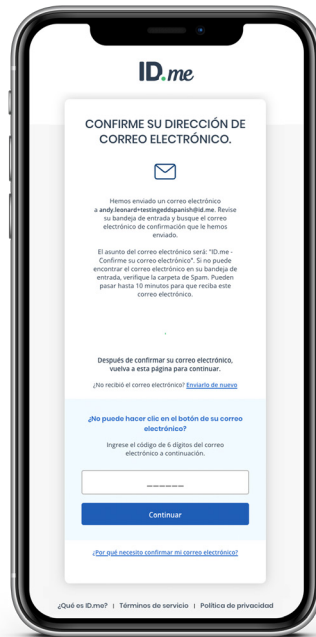 ID.me
CONFIRME SU DIRECCIÓN DE
CORREO ELECTRÓNICO.
Hemos enviado un correo electrónico
a andy.leonard+testingeddspanish@id.me. Revise
su bandeja de entrada y busque el correo
electrónico de confirmación que le hemos
enviado.
El asunto del correo electrónico será: "ID.me -
Confirme su correo electrónico". Si no puede
encontrar el correo electrónico en su bandeja de
entrada, verifique la carpeta de Spam. Pueden
pasar hasta 10 minutos para que reciba este
correo electrónico.
.
Después de confirmar su correo electrónico,
vuelva a esta página para continuar.
¿No recibió el correo electrónico? Enviarlo de nuevo
¿No puede hacer clic en el botón de su correo
electrónico?
Ingrese el código de 6 dígitos del correo
electrónico a continuación.
______
Continuar
¿Por qué necesito confirmar mi correo electrónico?
¿Qué es ID.me? | Términos de servicio | Política de privacidad